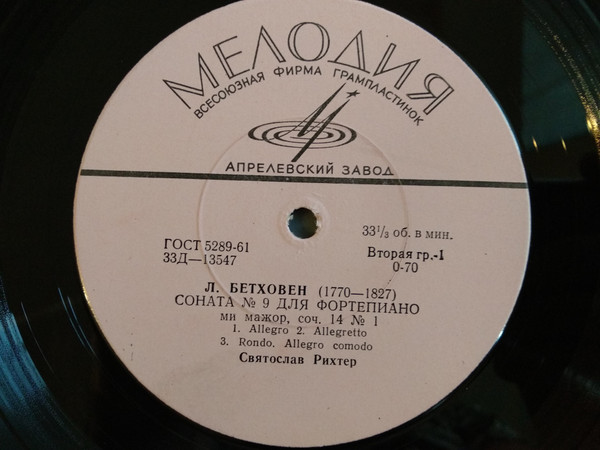 МЕЛОДИЯ
ВСЕСОЮЗНАЯ ФИРМА ГРАМПЛАСТИНОК
АПРЕЛЕВСКИЙ ЗАВОД
33⅓ об. в мин.
ГОСТ 5289-61
Вторая гр.-I
33Д—13547
0-70
Л. БЕТХОВЕН (1770—1827)
СОНАТА № 9 ДЛЯ ФОРТЕПИАНО
ми мажор, соч. 14 № 1
1. Allegro 2. Allegretto
3. Rondo. Allegro comodo
Святослав Рихтер